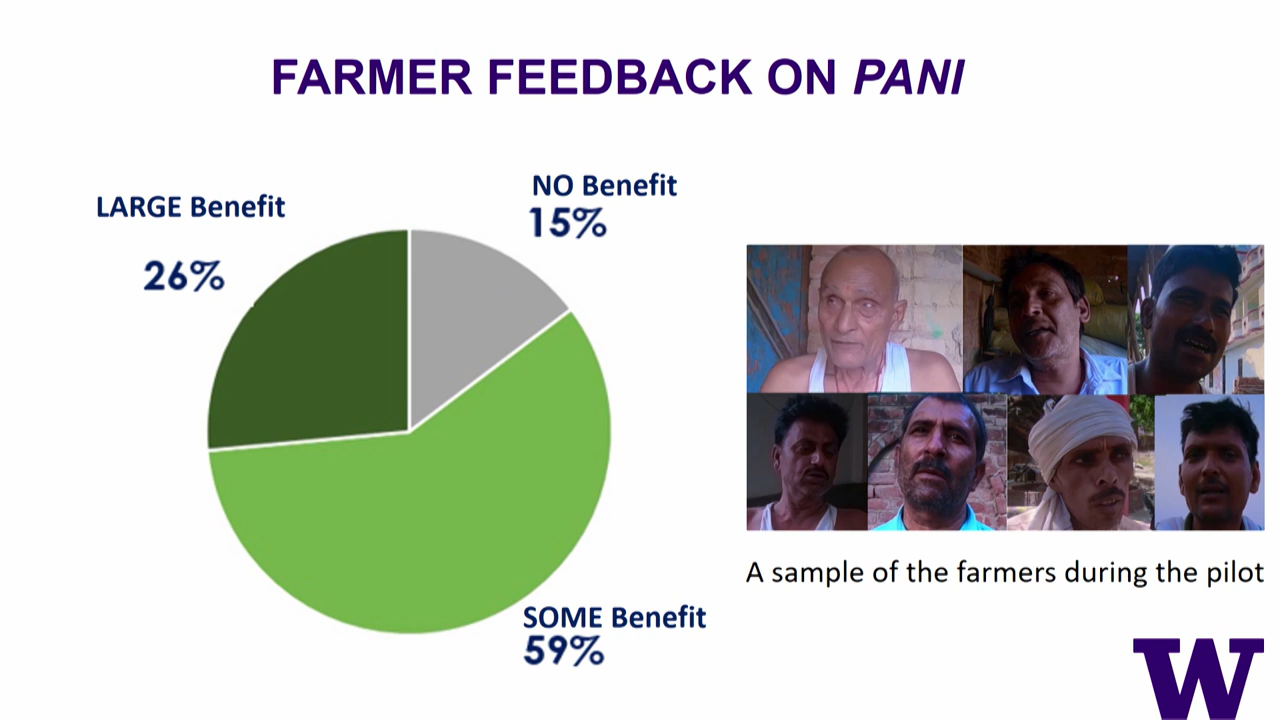 FARMER FEEDBACK ON PANI
LARGE Benefit
26%
NO Benefit
15%
SOME Benefit
59%
A sample of the farmers during the pilot
W